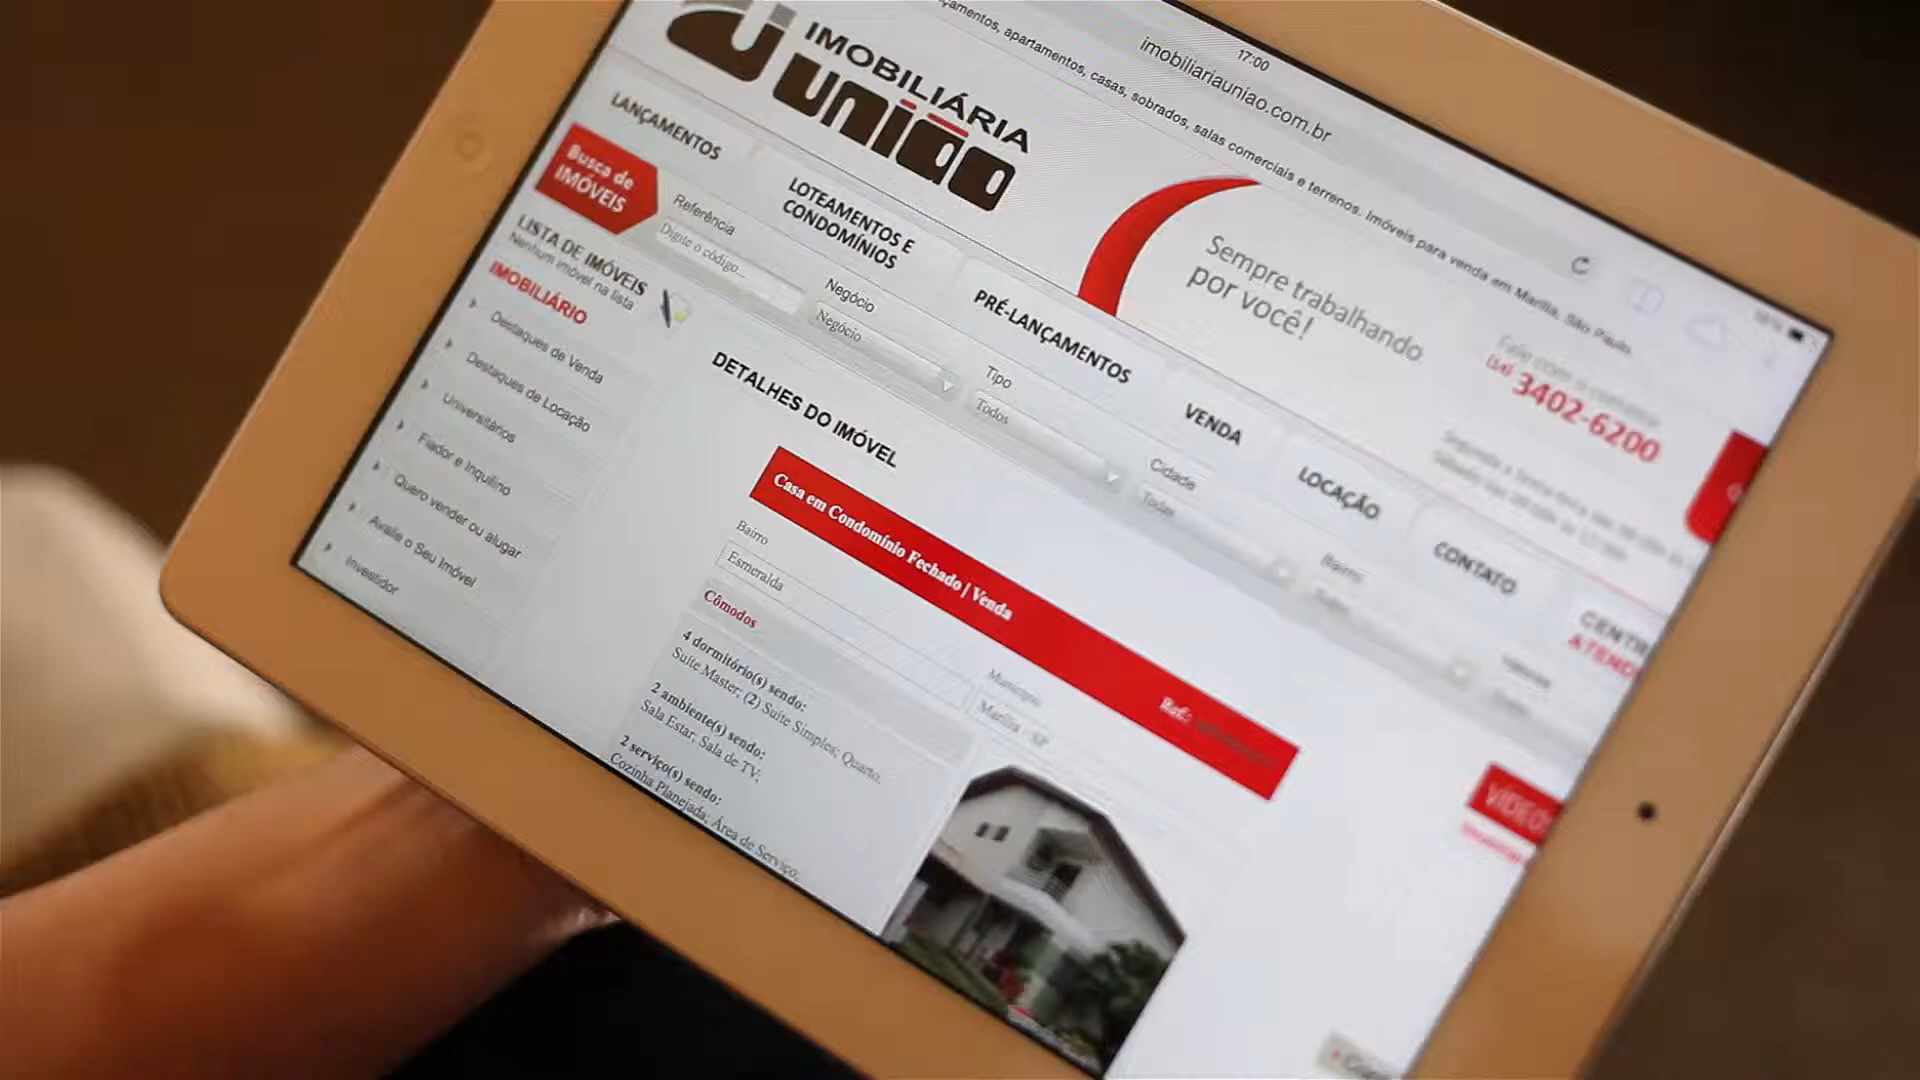 17:00
imobiliariauniao.com.br
apartamentos, casas, sobrados, salas comerciais e terrenos. Imóveis para venda em Marília, São Paulo.
IMOBILIÁRIA
união
Sempre trabalhando
por você!
Fale com a
(14) 3402-6200
LANÇAMENTOS
LOTEAMENTOS E
CONDOMÍNIOS
PRÉ-LANÇAMENTOS
VENDA
LOCAÇÃO
CONTATO
Busca de
IMÓVEIS
Referência
Digite o código...
Negócio
Negócio
Tipo
Todos
Cidade
Todas
Bairro
LISTA DE IMÓVEIS
Nenhum imóvel na lista
IMOBILIÁRIO
Destaques de Venda
Destaques de Locação
Universitários
Fiador e Inquilino
Quero vender ou alugar
Avalie o Seu Imóvel
Investidor
DETALHES DO IMÓVEL
Casa em Condomínio Fechado | Venda
Ref.:
Bairro
Esmeralda
Município
Marília - SP
Cômodos
4 dormitório(s) sendo:
Suíte Master; (2) Suíte Simples; Quarto;
2 ambiente(s) sendo:
Sala Estar; Sala de TV;
2 serviço(s) sendo:
Cozinha Planejada; Área de Serviço;